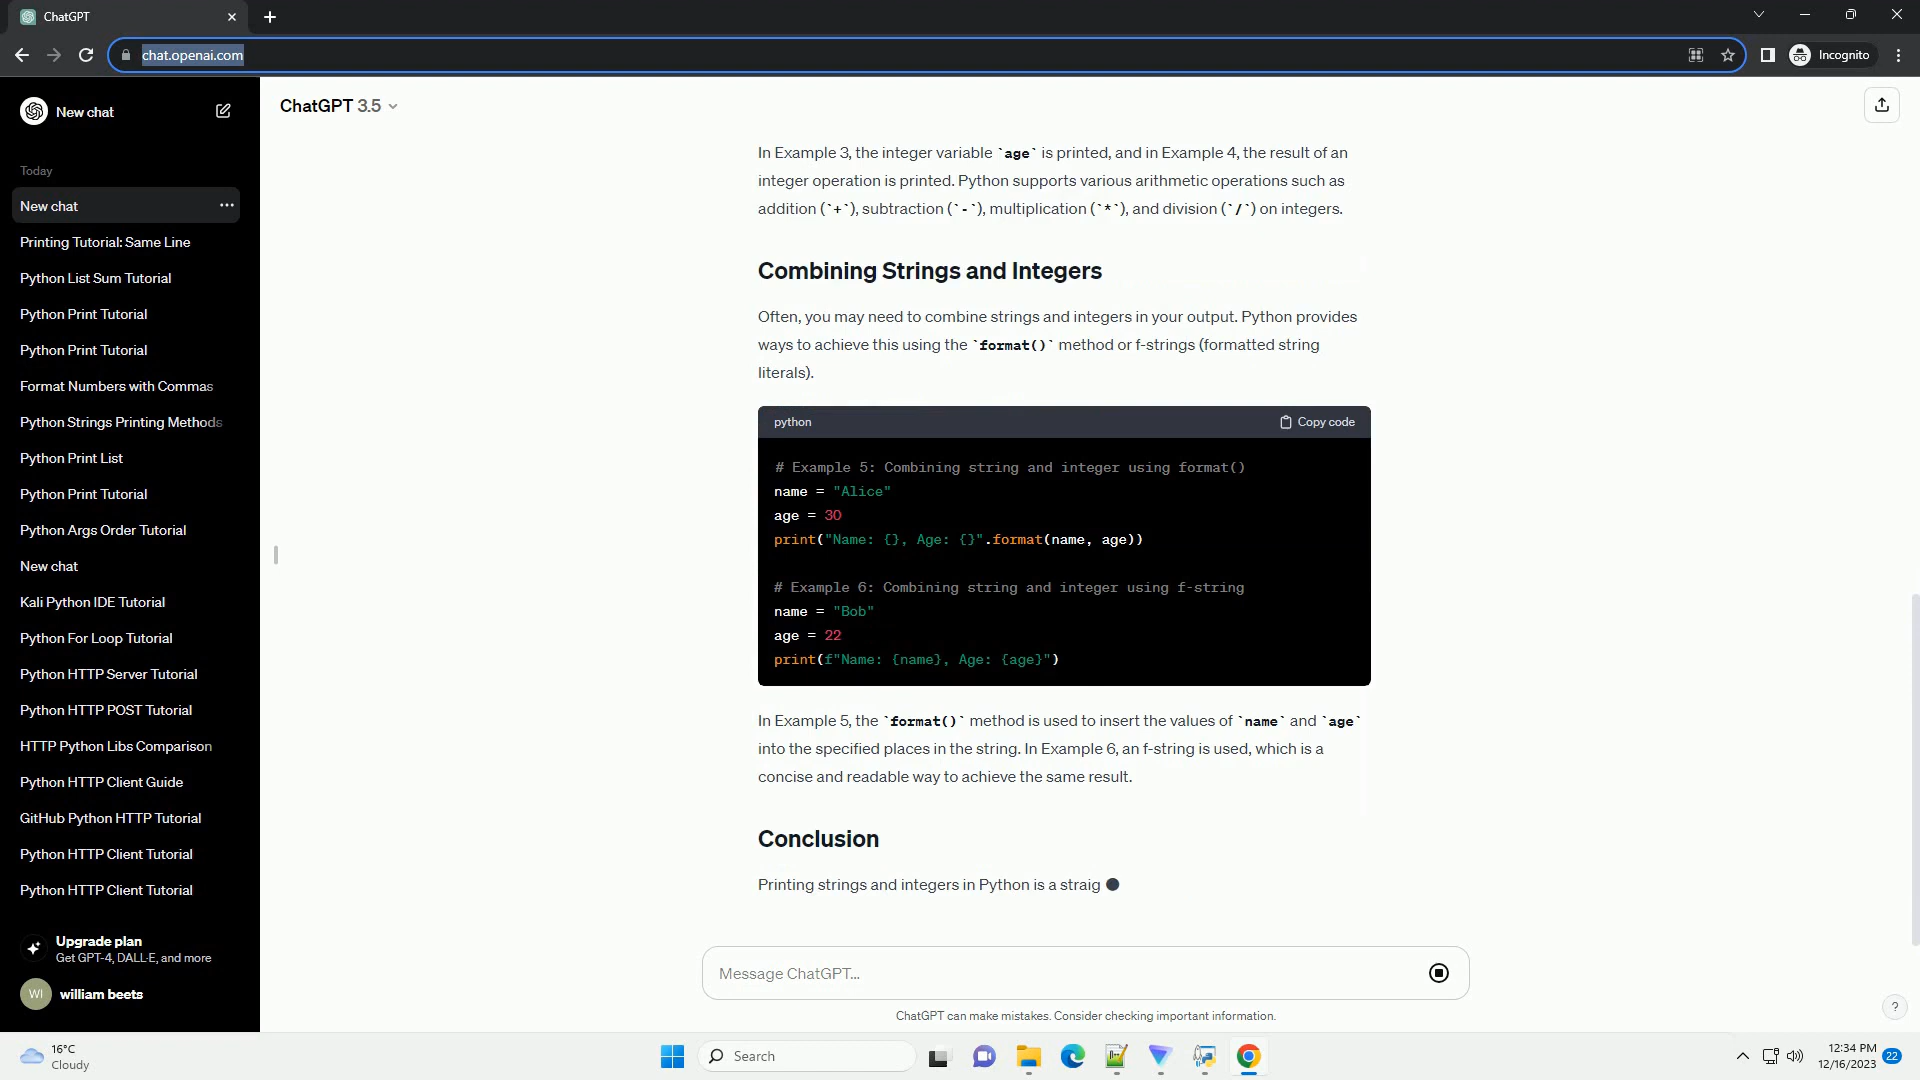 ChatGPT
chat.openai.com
Incognito
New chat
Today
New chat
Printing Tutorial: Same Line
Python List Sum Tutorial
Python Print Tutorial
Python Print Tutorial
Format Numbers with Commas
Python Strings Printing Methods
Python Print List
Python Print Tutorial
Python Args Order Tutorial
New chat
Kali Python IDE Tutorial
Python For Loop Tutorial
Python HTTP Server Tutorial
Python HTTP POST Tutorial
HTTP Python Libs Comparison
Python HTTP Client Guide
GitHub Python HTTP Tutorial
Python HTTP Client Tutorial
Python HTTP Client Tutorial
Upgrade plan
Get GPT-4, DALL·E, and more
WI
william beets
ChatGPT 3.5
In Example 3, the integer variable `age` is printed, and in Example 4, the result of an
integer operation is printed. Python supports various arithmetic operations such as
addition (`+`), subtraction (`-`), multiplication (`*`), and division (`/`) on integers.
Combining Strings and Integers
Often, you may need to combine strings and integers in your output. Python provides
ways to achieve this using the `format()` method or f-strings (formatted string
literals).
python
Copy code
# Example 5: Combining string and integer using format()
name = "Alice"
age = 30
print("Name: {}, Age: {}".format(name, age))
# Example 6: Combining string and integer using f-string
name = "Bob"
age = 22
print(f"Name: {name}, Age: {age}")
In Example 5, the `format()` method is used to insert the values of `name` and `age`
into the specified places in the string. In Example 6, an f-string is used, which is a
concise and readable way to achieve the same result.
Conclusion
Printing strings and integers in Python is a straig
Message ChatGPT...
ChatGPT can make mistakes. Consider checking important information.
?
16°C
Cloudy
Search
12:34 PM
12/16/2023
22